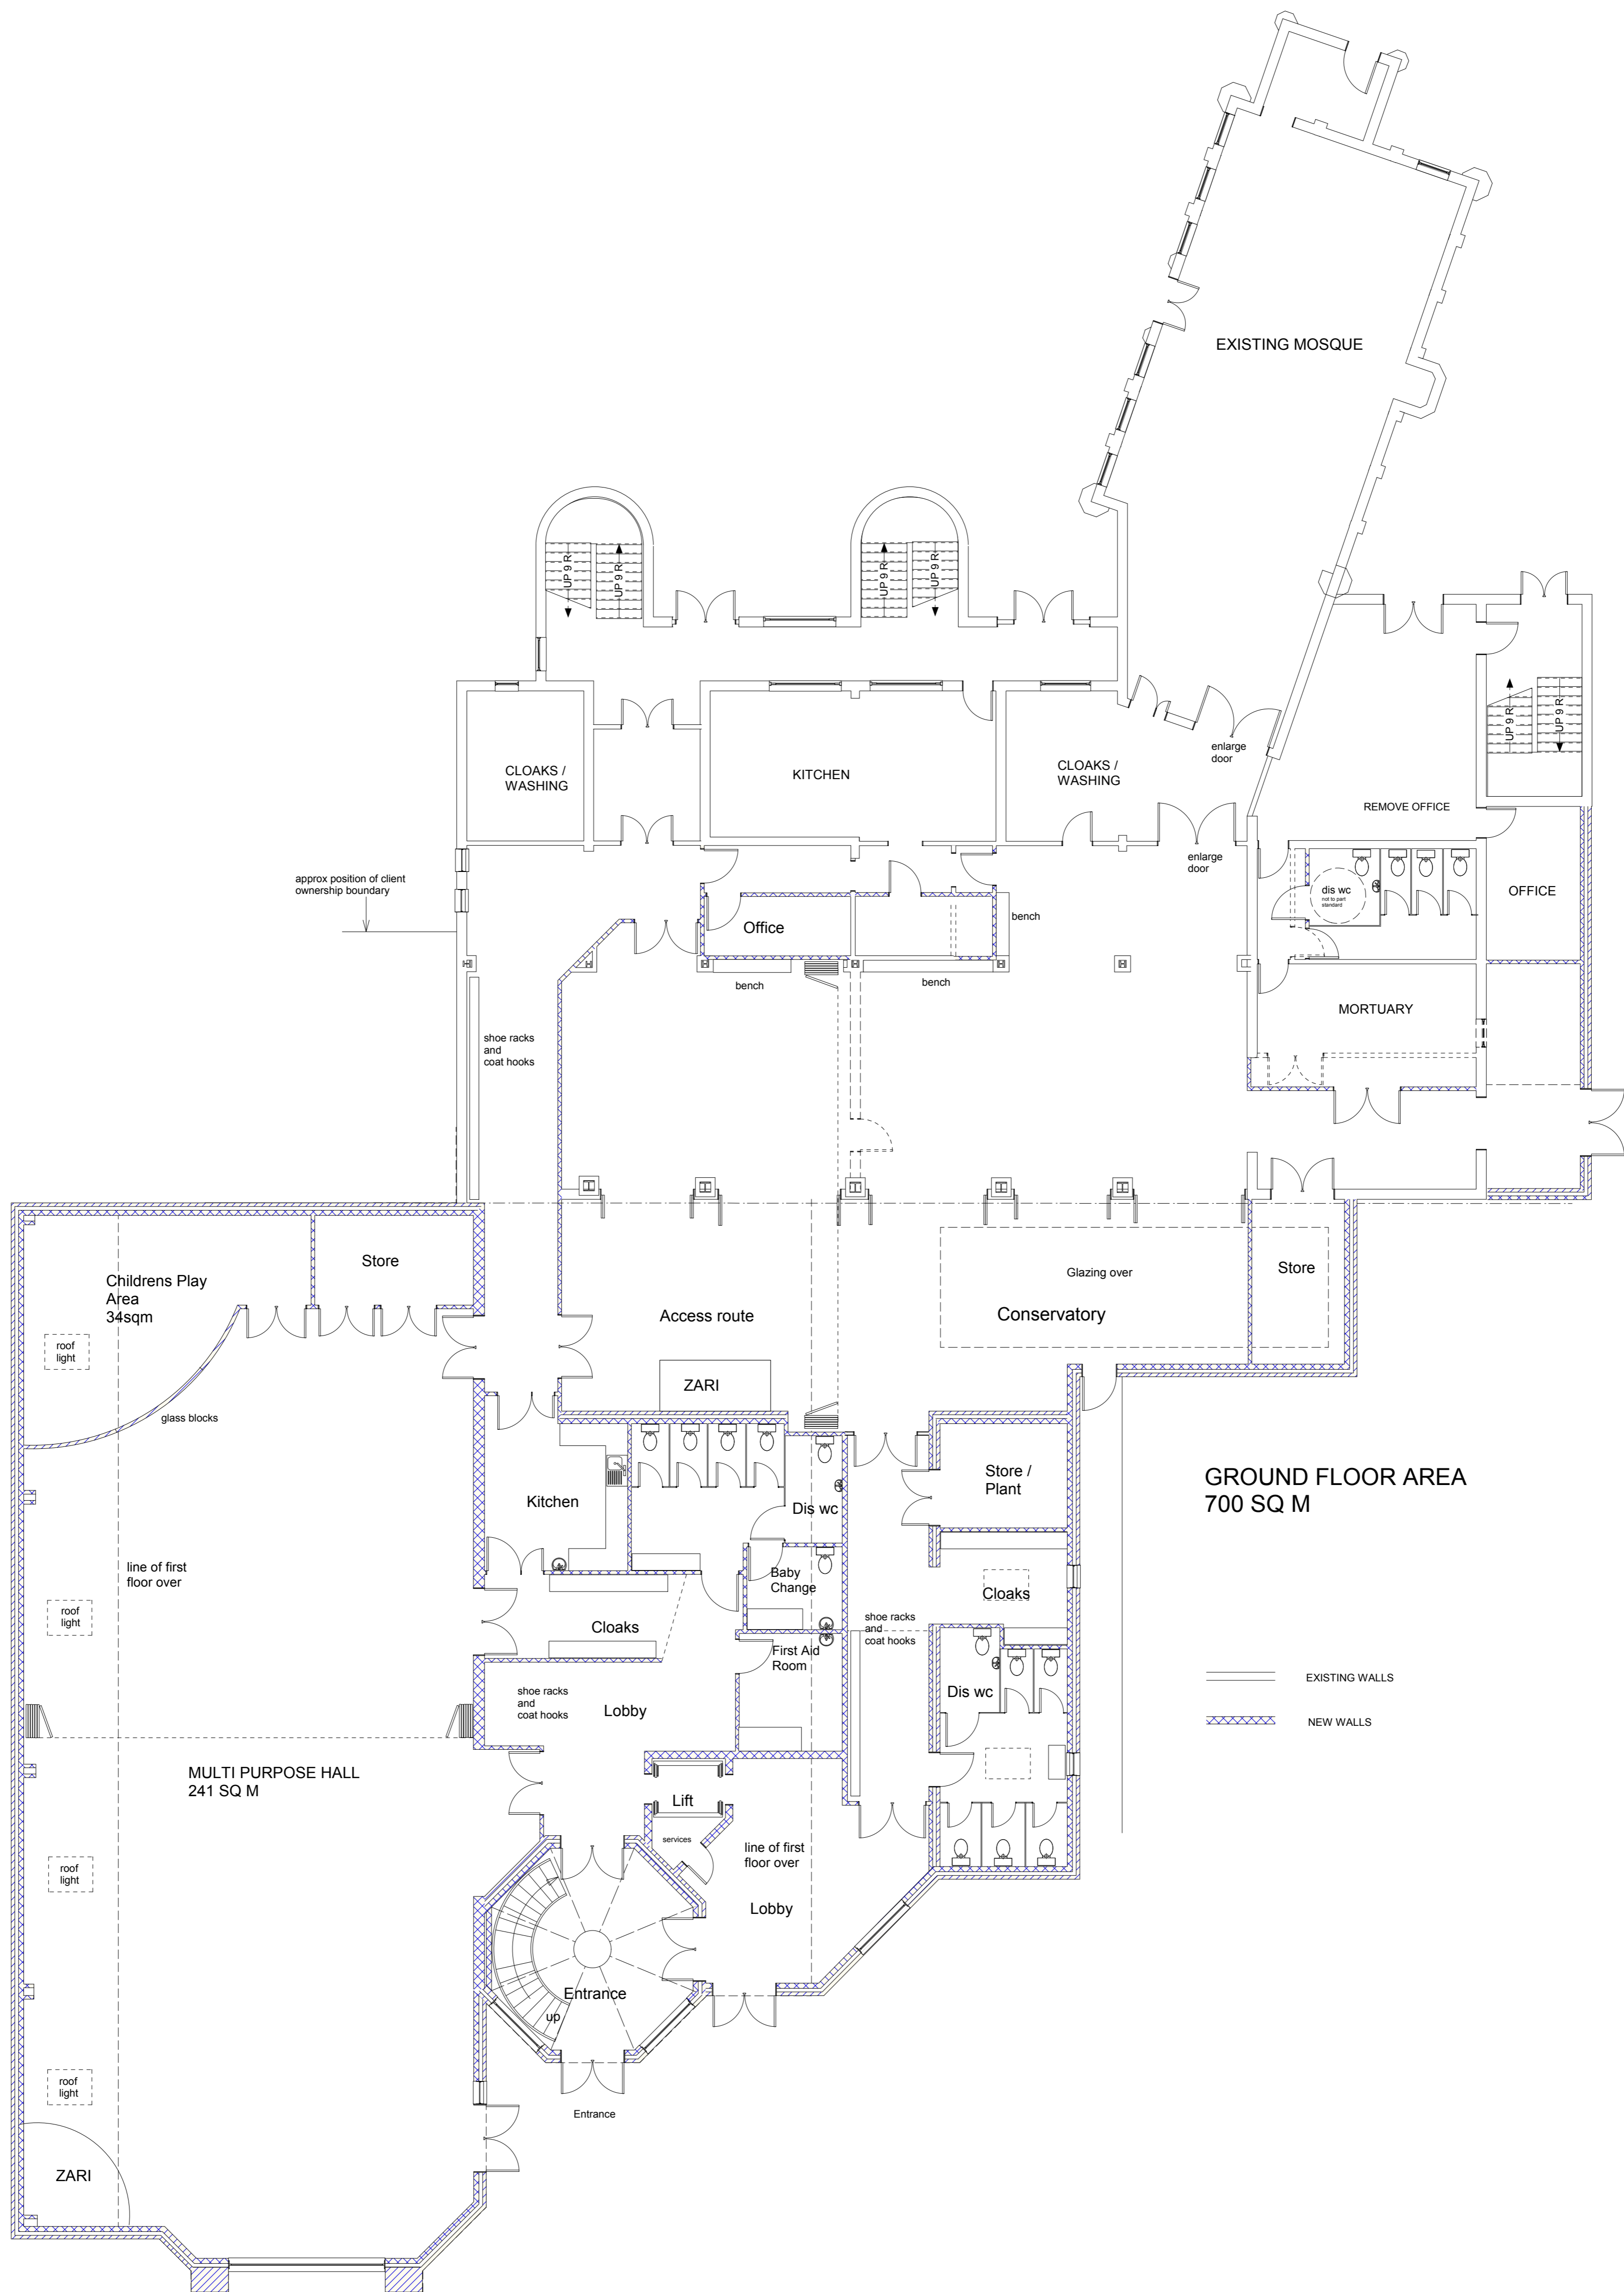 EXISTING MOSQUE
UP 9 R
UP 9 R
UP 9 R
UP 9 R
UP 9 R
UP 9 R
CLOAKS /
WASHING
KITCHEN
CLOAKS /
WASHING
enlarge
door
REMOVE OFFICE
enlarge
door
approx position of client
ownership boundary
dis wc
not to part
standard
OFFICE
Office
bench
bench
bench
MORTUARY
shoe racks
and
coat hooks
Childrens Play
Area
34sqm
Store
Glazing over
Store
Access route
Conservatory
roof
light
ZARI
glass blocks
GROUND FLOOR AREA
700 SQ M
Store /
Plant
Kitchen
Dis wc
line of first
floor over
Baby
Change
Cloaks
roof
light
Cloaks
shoe racks
and
coat hooks
First Aid
Room
EXISTING WALLS
shoe racks
and
coat hooks
Lobby
Dis wc
NEW WALLS
MULTI PURPOSE HALL
241 SQ M
Lift
services
line of first
floor over
roof
light
Lobby
Entrance
up
roof
light
Entrance
ZARI